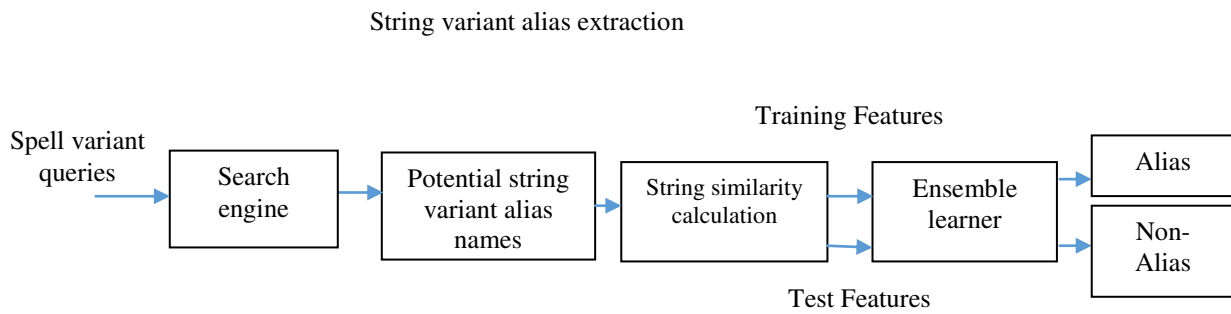 String variant alias extraction
Training Features
Spell variant
queries
Search
engine
Potential string
variant alias
names
String similarity
calculation
Ensemble
learner
Alias
Non-
Alias
Test Features